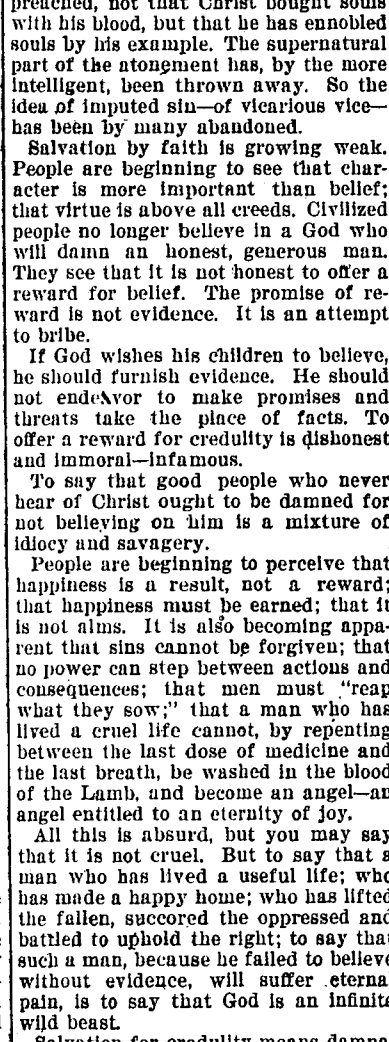 preached, not that Christ bought souls
with his blood, but that he has ennobled
souls by his example. The supernatural
part of the atonement has, by the more
intelligent, been thrown away. So the
idea of imputed sin—of vicarious vice—
has been by many abandoned.
Salvation by faith is growing weak.
People are beginning to see that char-
acter is more important than belief;
that virtue is above all creeds. Civilized
people no longer believe in a God who
will damn an honest, generous man.
They see that it is not honest to offer a
reward for belief. The promise of re-
ward is not evidence. It is an attempt
to bribe.
If God wishes his children to believe,
he should furnish evidence. He should
not endeavor to make promises and
threats take the place of facts. To
offer a reward for credulity is dishonest
and immoral—infamous.
To say that good people who never
hear of Christ ought to be damned for
not believing on him is a mixture of
idiocy and savagery.
People are beginning to perceive that
happiness is a result, not a reward;
that happiness must be earned; that it
is not alms. It is also becoming appa-
rent that sins cannot be forgiven; that
no power can step between actions and
consequences; that men must "reap
what they sow;" that a man who has
lived a cruel life cannot, by repenting
between the last dose of medicine and
the last breath, be washed in the blood
of the Lamb, and become an angel—an
angel entitled to an eternity of joy.
All this is absurd, but you may say
that it is not cruel. But to say that a
man who has lived a useful life; who
has made a happy home; who has lifted
the fallen, succored the oppressed and
battled to uphold the right; to say that
such a man, because he failed to believe
without evidence, will suffer eternal
pain, is to say that God is an infinite
wild beast.
Salvation for credulity means damna-